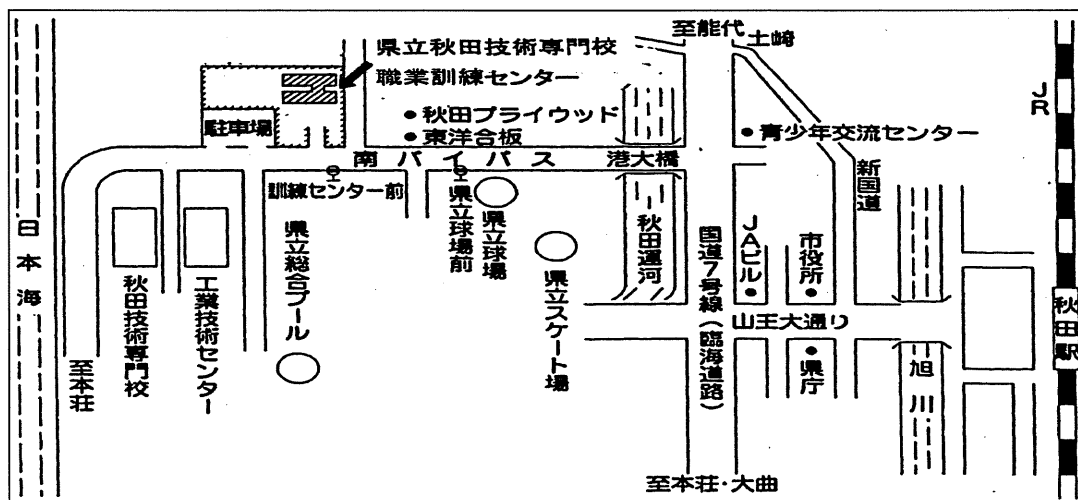 至能代
土崎
県立秋田技術専門校
職業訓練センター
JR
駐車場
秋田プライウッド
東洋合板
青少年交流センター
南バイパス
港大橋
訓練センター前
県立球場前
県立球場
新国道
日本海
秋田技術専門校
工業技術センター
県立総合プール
県立スケート場
秋田運河
国道7号線(臨海道路)
JAビル
市役所
山王大通り
県庁
旭川
秋田駅
至本荘
至本荘・大曲